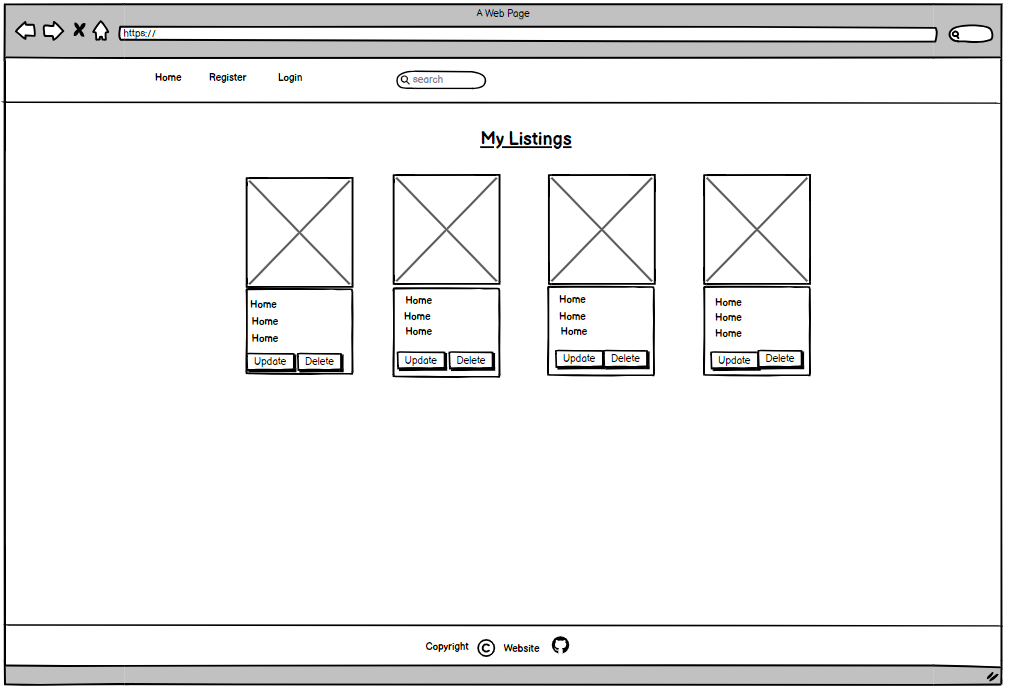 A Web Page
https://
Home Register Login search
My Listings
Home
Home
Home
Update Delete
Home
Home
Home
Update Delete
Home
Home
Home
Update Delete
Home
Home
Home
Update Delete
Copyright © Website